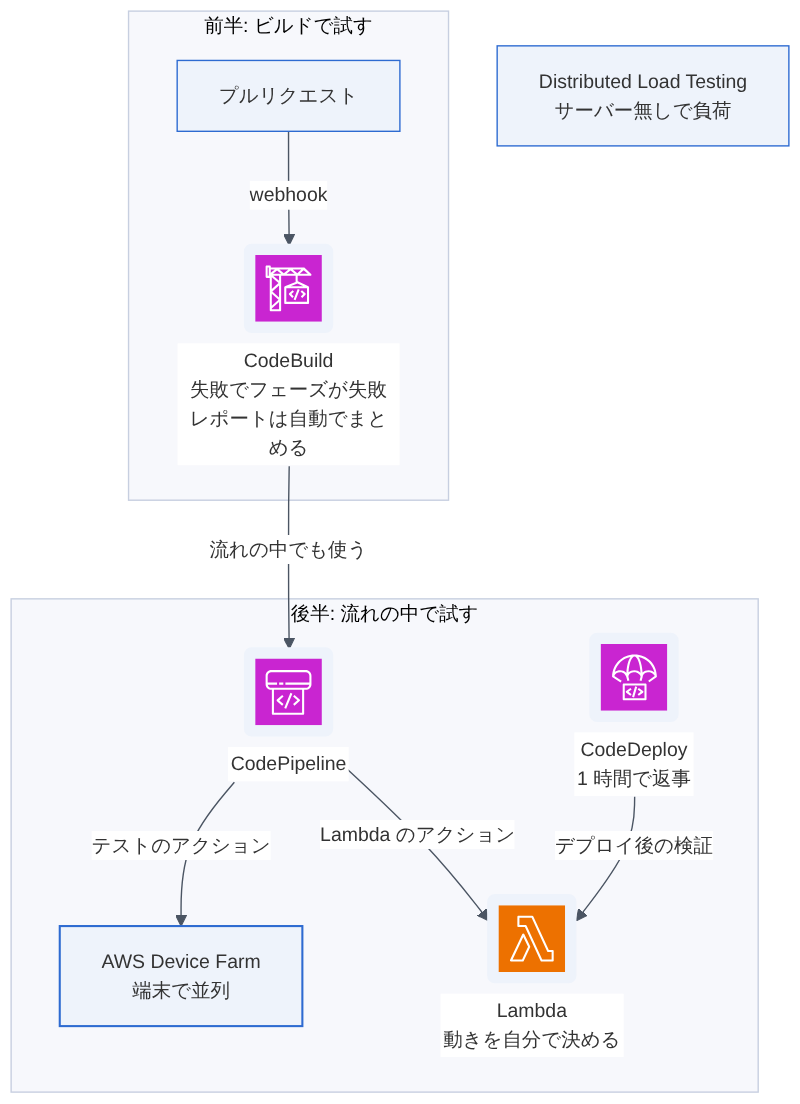 前半: ビルドで試す
プルリクエスト
webhook
CodeBuild
失敗でフェーズが失敗
レポートは自動でまと
める
Distributed Load Testing
サーバー無しで負荷
流れの中でも使う
後半: 流れの中で試す
CodePipeline
CodeDeploy
1 時間で返事
テストのアクション
Lambda のアクション
デプロイ後の検証
AWS Device Farm
端末で並列
Lambda
動きを自分で決める